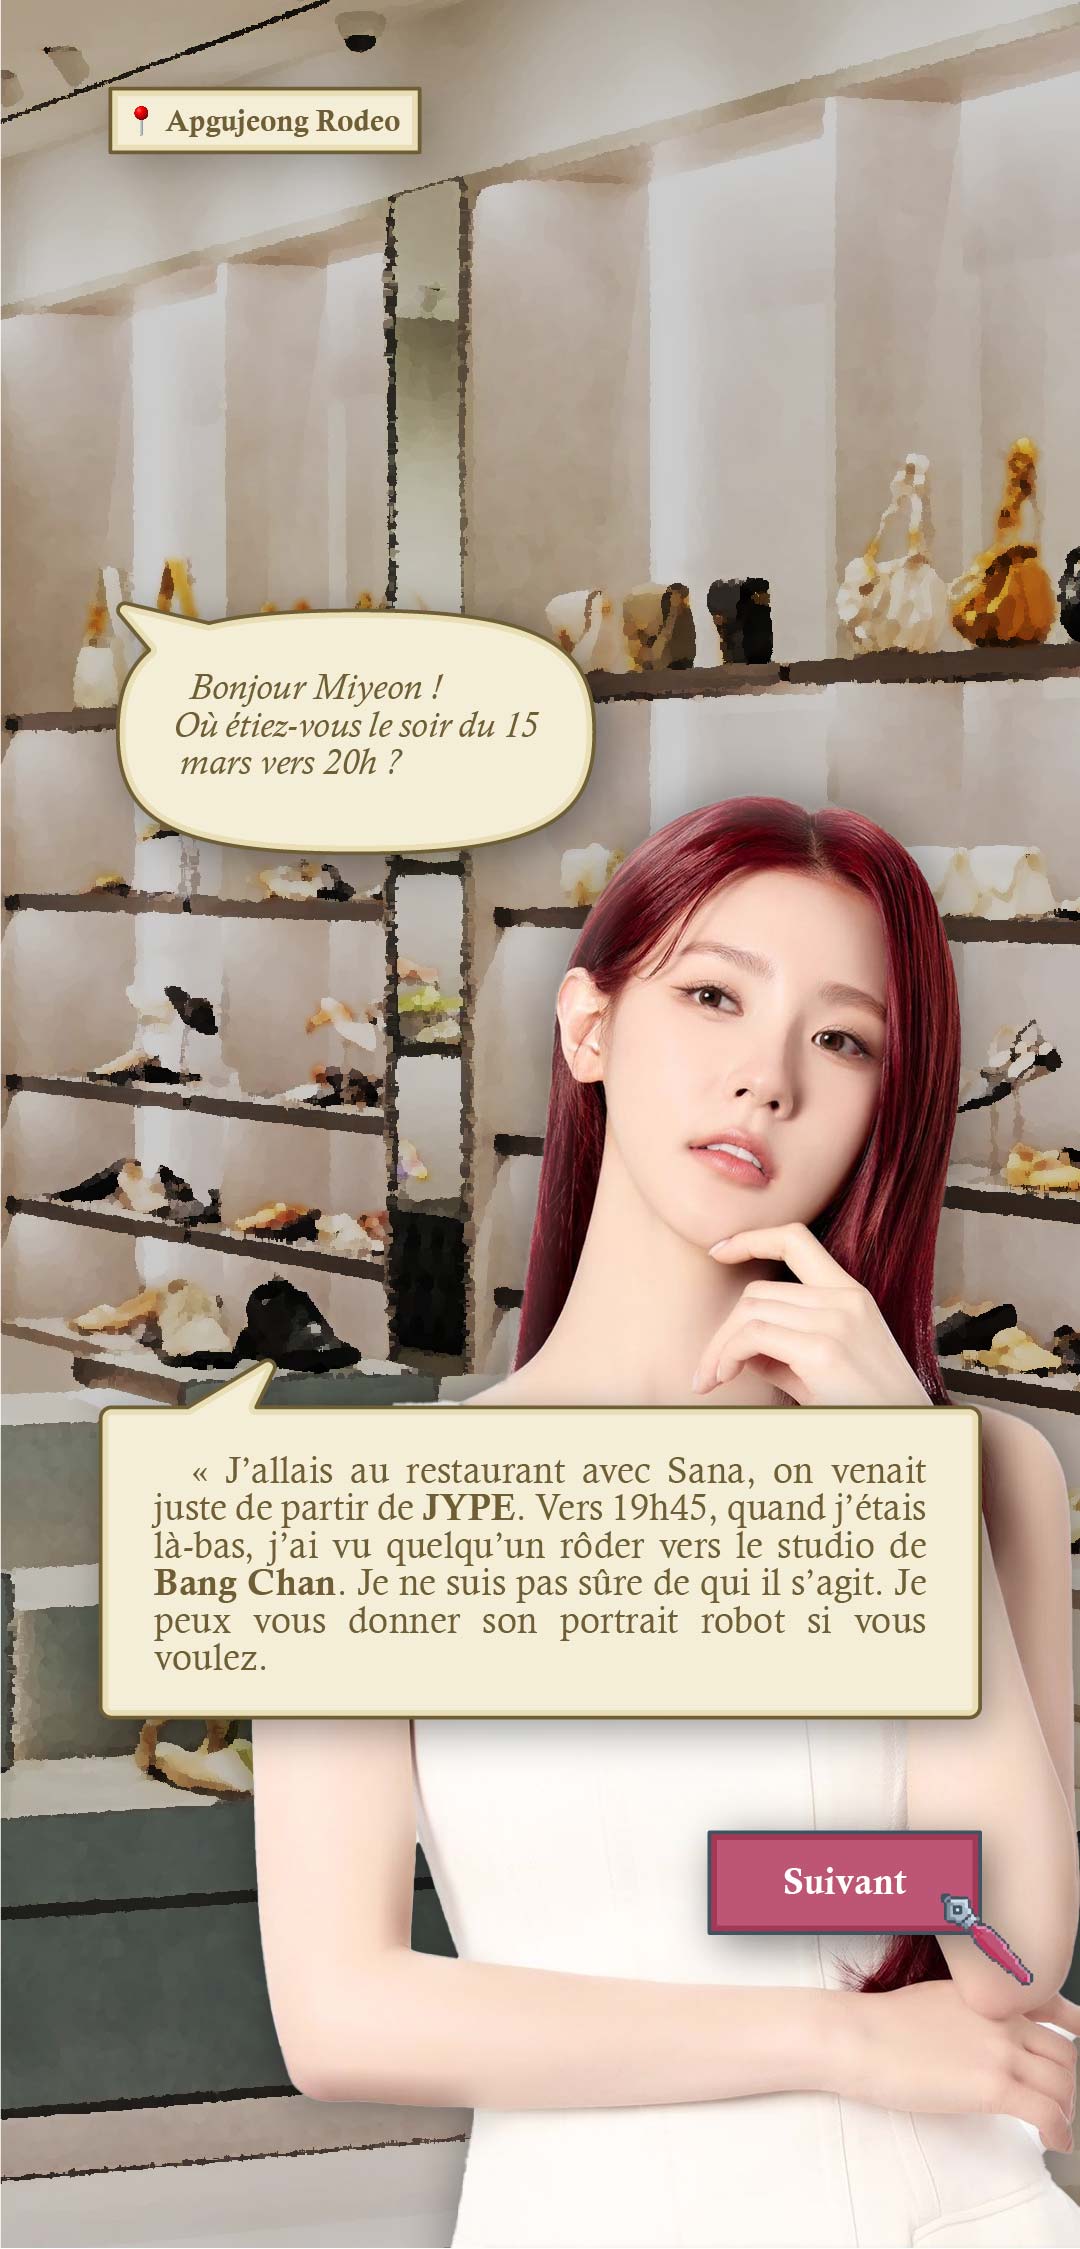 📍 Apgujeong Rodeo
Bonjour Miyeon !
Où étiez-vous le soir du 15
mars vers 20h ?
« J’allais au restaurant avec Sana, on venait
juste de partir de JYPE. Vers 19h45, quand j’étais
là-bas, j’ai vu quelqu’un rôder vers le studio de
Bang Chan. Je ne suis pas sûre de qui il s’agit. Je
peux vous donner son portrait robot si vous
voulez.
Suivant